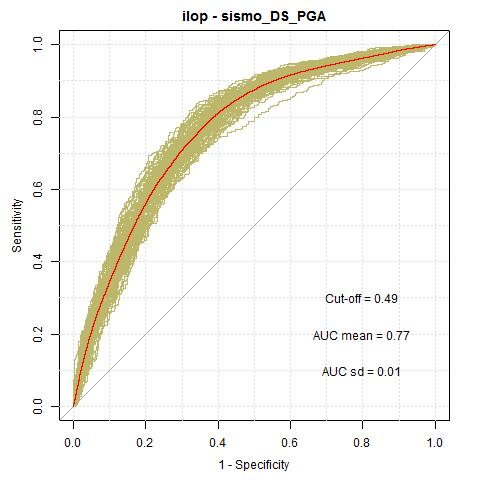 ilop - sismo_DS_PGA
Sensitivity
1.0
0.8
0.6
0.4
0.2
0.0
Cut-off = 0.49
AUC mean = 0.77
AUC sd = 0.01
0.0 0.2 0.4 0.6 0.8 1.0
1 - Specificity